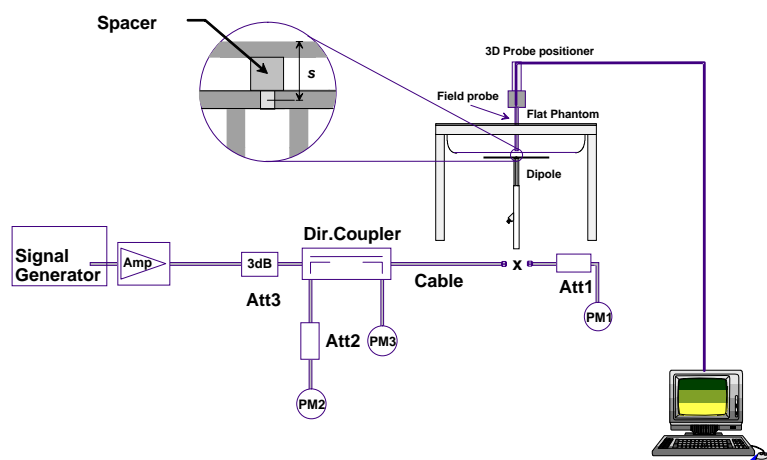 Spacer
s
3D Probe positioner
Field probe
Flat Phantom
Dipole
Signal
Generator
Amp
3dB
Att3
Dir.Coupler
Cable
x
Att1
PM1
Att2
PM3
PM2